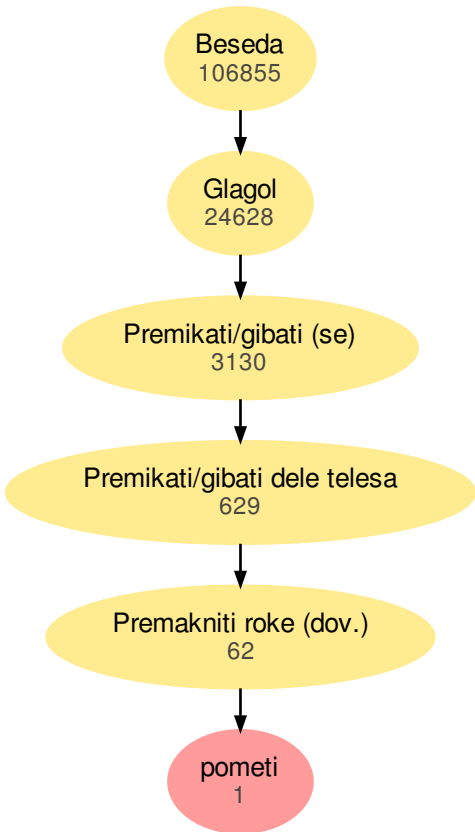 Beseda
106855
Glagol
24628
Premikati/gibati (se)
3130
Premikati/gibati dele telesa
629
Premakniti roke (dov.)
62
pometi
1